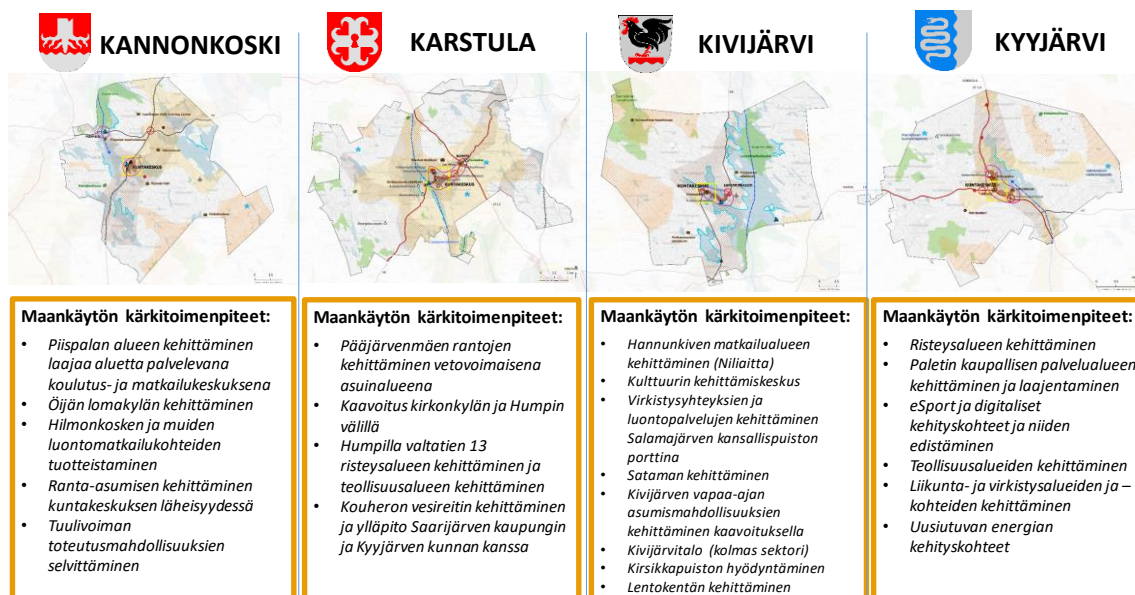 KANNONKOSKI
KARSTULA
KIVIJÄRVI
KYYJÄRVI
KUNTAKESKUS
KUNTAKESKUS
Maankäytön kärkitoimenpiteet:
• Piispalan alueen kehittäminen
laajaa aluetta palvelevana
koulutus- ja matkailukeskuksena
• Öijän lomakylän kehittäminen
• Hilmonkosken ja muiden
luontomatkailukohteiden
tuotteistaminen
• Ranta-asumisen kehittäminen
kuntakeskuksen läheisyydessä
• Tuulivoiman
toteutusmahdollisuuksien
selvittäminen
Maankäytön kärkitoimenpiteet:
• Pääjärvenmäen rantojen
kehittäminen vetovoimaisena
asuinalueena
• Kaavoitus kirkonkylän ja Humpin
välillä
• Humpilla valtatien 13
risteysalueen kehittäminen ja
teollisuusalueen kehittäminen
• Kouheron vesireitin kehittäminen
ja ylläpito Saarijärven kaupungin
ja Kyyjärven kunnan kanssa
Maankäytön kärkitoimenpiteet:
• Hannunkiven matkailualueen
kehittäminen (Niliaitta)
• Kulttuurin kehittämiskeskus
• Virkistysyhteyksien ja
luontopalvelujen kehittäminen
Salamajärven kansallispuiston
porttina
• Sataman kehittäminen
• Kivijärven vapaa-ajan
asumismahdollisuuksien
kehittäminen kaavoituksella
• Kivijärvitalo (kolmas sektori)
• Kirsikkapuiston hyödyntäminen
• Lentokentän kehittäminen
Maankäytön kärkitoimenpiteet:
• Risteysalueen kehittäminen
• Paletin kaupallisen palvelualueen
kehittäminen ja laajentaminen
• eSport ja digitaliset
kehityskohteet ja niiden
edistäminen
• Teollisuusalueiden kehittäminen
• Liikunta- ja virkistysalueiden ja –
kohteiden kehittäminen
• Uusiutuvan energian
kehityskohteet